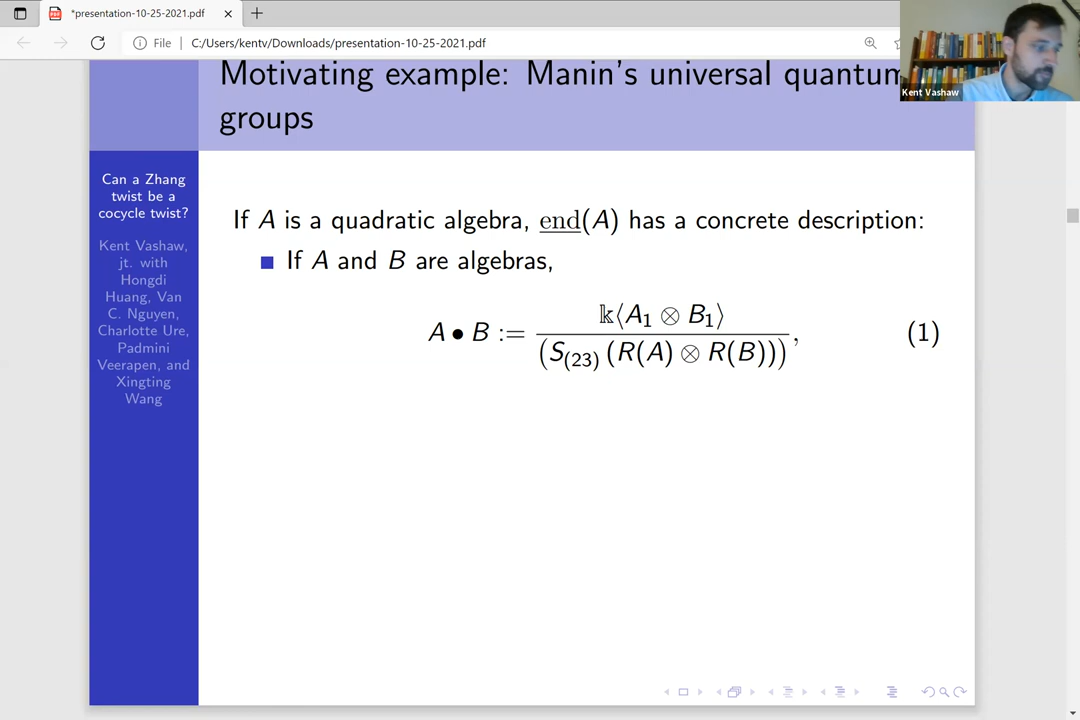 *presentation-10-25-2021.pdf
File C:/Users/kentv/Downloads/presentation-10-25-2021.pdf
Kent Vashaw
Motivating example: Manin's universal quantum
groups
Can a Zhang
twist be a
cocycle twist?
Kent Vashaw,
jt. with
Hongdi
Huang, Van
C. Nguyen,
Charlotte Ure,
Padmini
Veerapen, and
Xingting
Wang
If A is a quadratic algebra, end(A) has a concrete description:
If A and B are algebras,
A • B := 𝕜⟨A₁ ⊗ B₁⟩ / (S₍₂₃₎ (R(A) ⊗ R(B))), (1)